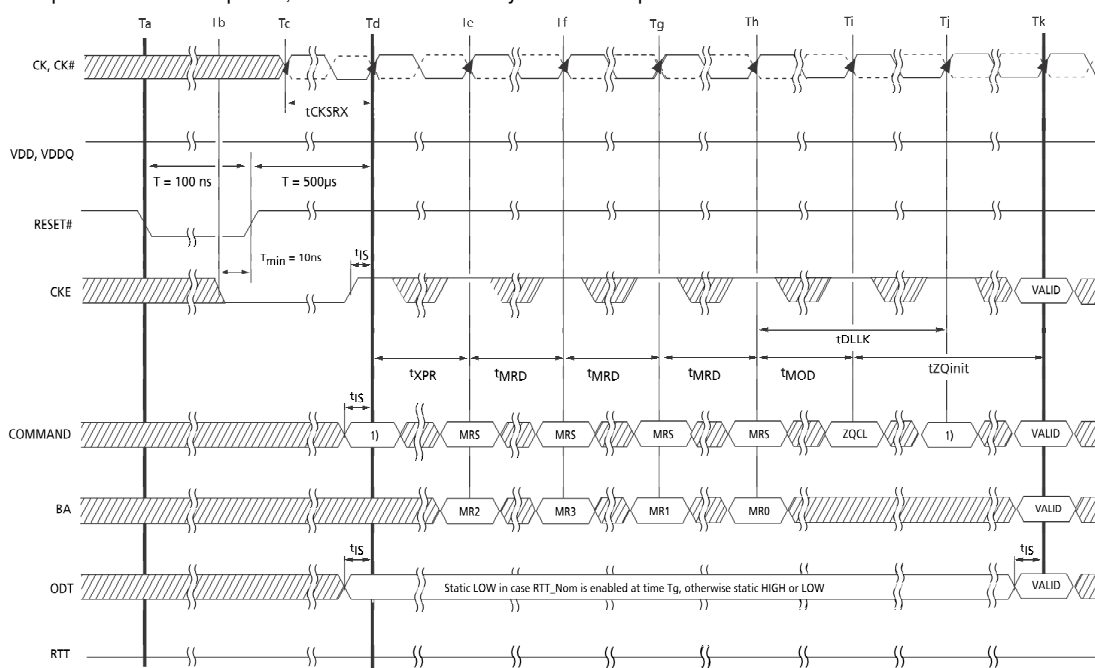 Ta Tb Tc Td Te Tf Tg Th Ti Tj Tk
CK, CK#
tCKSRX
VDD, VDDQ
T = 100 ns T = 500µs
RESET#
Tmin = 10ns tIS
CKE VALID
tDLLK
tXPR tMRD tMRD tMRD tMOD tZQinit
tIS
COMMAND 1) MRS MRS MRS MRS ZQCL 1) VALID
BA MR2 MR3 MR1 MR0 VALID
tIS tIS
ODT Static LOW in case RTT_Nom is enabled at time Tg, otherwise static HIGH or LOW VALID
RTT